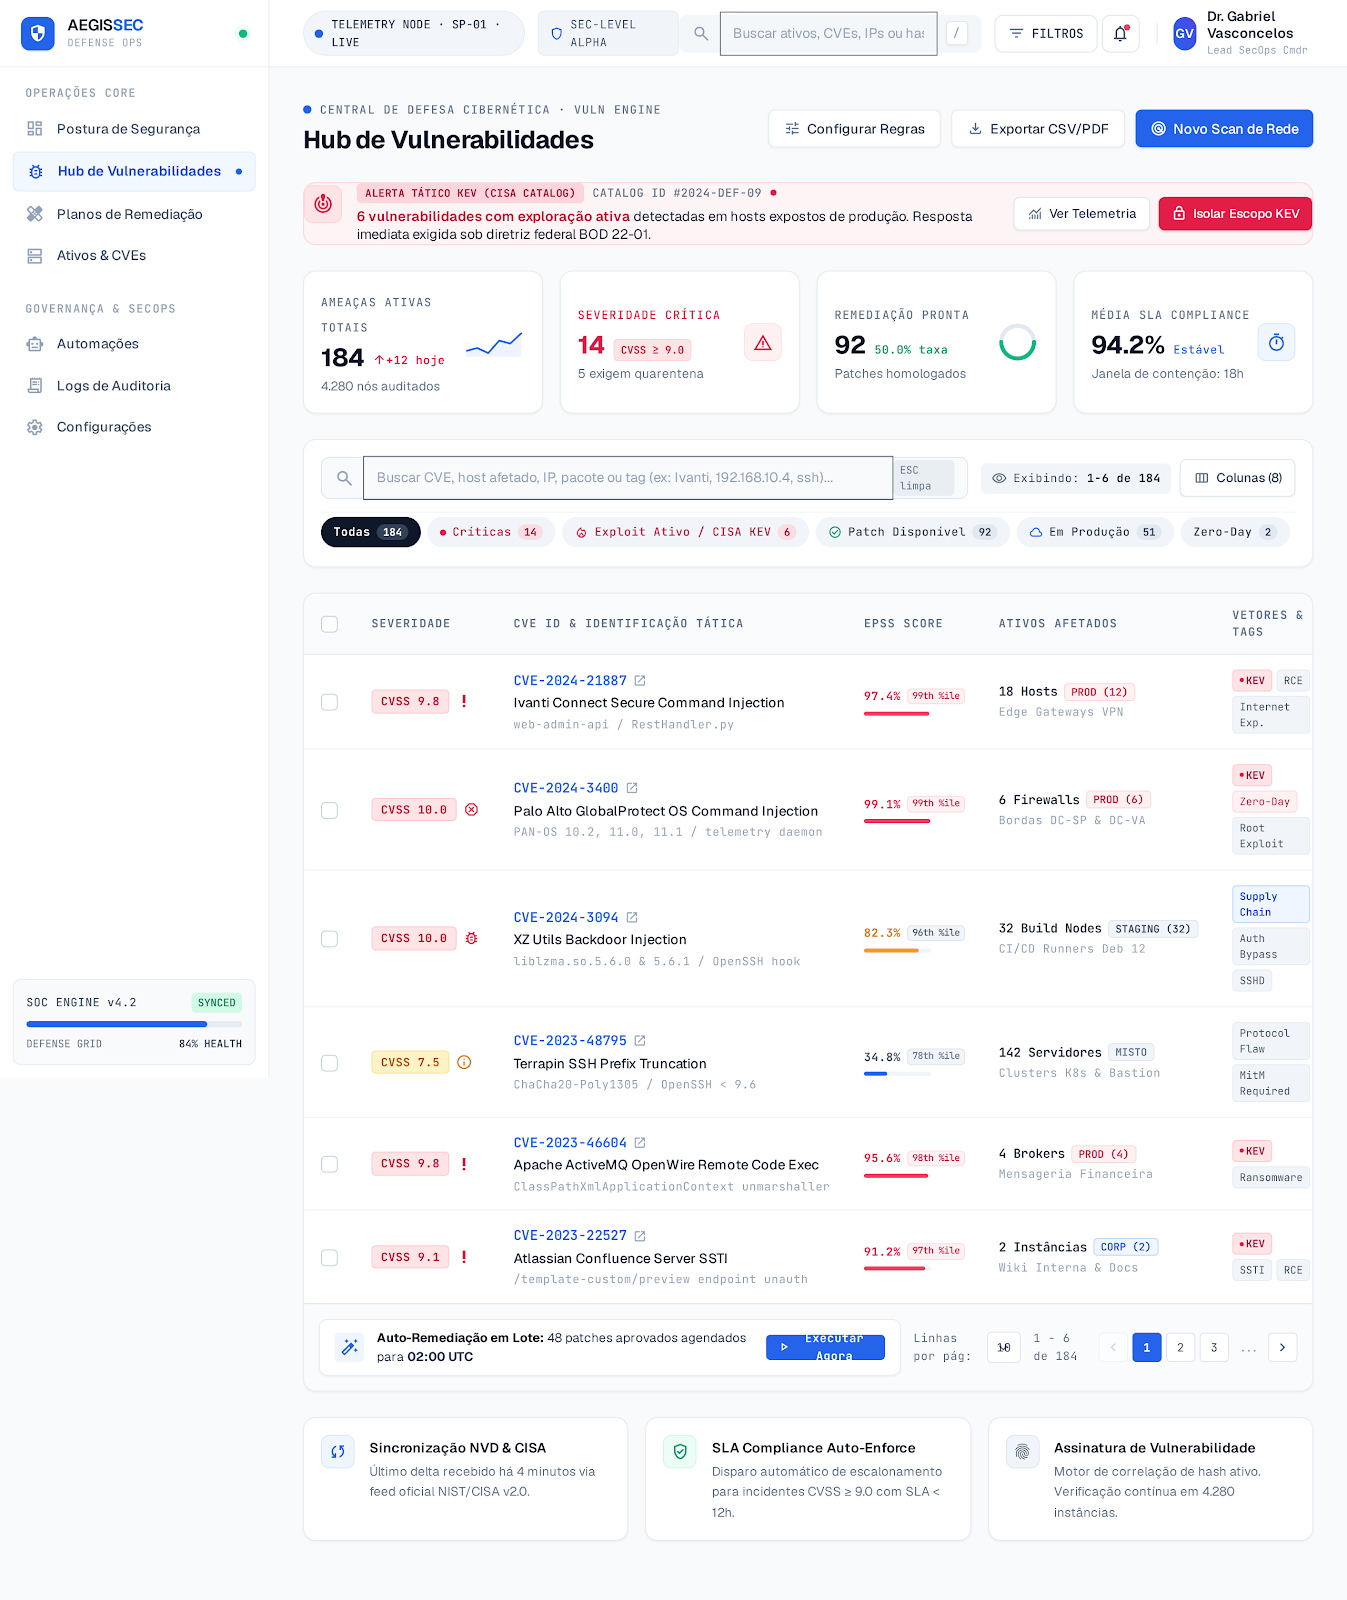 AEGISSEC
DEFENSE OPS
OPERAÇÕES CORE
Postura de Segurança
Hub de Vulnerabilidades
Planos de Remediação
Ativos & CVEs
GOVERNANÇA & SECOPS
Automações
Logs de Auditoria
Configurações
SOC ENGINE v4.2 SYNCED
DEFENSE GRID 84% HEALTH
TELEMETRY NODE · SP-01 ·
LIVE
SEC-LEVEL
ALPHA
Buscar ativos, CVEs, IPs ou has
/
FILTROS
GV
Dr. Gabriel
Vasconcelos
Lead SecOps Cmdr
CENTRAL DE DEFESA CIBERNÉTICA · VULN ENGINE
Hub de Vulnerabilidades
Configurar Regras
Exportar CSV/PDF
Novo Scan de Rede
ALERTA TÁTICO KEV (CISA CATALOG) CATALOG ID #2024-DEF-09
6 vulnerabilidades com exploração ativa detectadas em hosts expostos de produção. Resposta
imediata exigida sob diretriz federal BOD 22-01.
Ver Telemetria
Isolar Escopo KEV
AMEAÇAS ATIVAS
TOTAIS
184 ↑+12 hoje
4.280 nós auditados
SEVERIDADE CRÍTICA
14 CVSS ≥ 9.0
5 exigem quarentena
REMEDIAÇÃO PRONTA
92 50.0% taxa
Patches homologados
MÉDIA SLA COMPLIANCE
94.2% Estável
Janela de contenção: 18h
Buscar CVE, host afetado, IP, pacote ou tag (ex: Ivanti, 192.168.10.4, ssh)...
ESC
limpa
Exibindo: 1-6 de 184
Colunas (8)
Todas 184
Críticas 14
Exploit Ativo / CISA KEV 6
Patch Disponível 92
Em Produção 51
Zero-Day 2
SEVERIDADE
CVE ID & IDENTIFICAÇÃO TÁTICA
EPSS SCORE
ATIVOS AFETADOS
VETORES &
TAGS
CVSS 9.8
CVE-2024-21887
Ivanti Connect Secure Command Injection
web-admin-api / RestHandler.py
97.4% 99th %ile
18 Hosts PROD (12)
Edge Gateways VPN
KEV RCE
Internet
Exp.
CVSS 10.0
CVE-2024-3400
Palo Alto GlobalProtect OS Command Injection
PAN-OS 10.2, 11.0, 11.1 / telemetry daemon
99.1% 99th %ile
6 Firewalls PROD (6)
Bordas DC-SP & DC-VA
KEV
Zero-Day
Root
Exploit
CVSS 10.0
CVE-2024-3094
XZ Utils Backdoor Injection
liblzma.so.5.6.0 & 5.6.1 / OpenSSH hook
82.3% 96th %ile
32 Build Nodes STAGING (32)
CI/CD Runners Deb 12
Supply
Chain
Auth
Bypass
SSHD
CVSS 7.5
CVE-2023-48795
Terrapin SSH Prefix Truncation
ChaCha20-Poly1305 / OpenSSH < 9.6
34.8% 78th %ile
142 Servidores MISTO
Clusters K8s & Bastion
Protocol
Flaw
MitM
Required
CVSS 9.8
CVE-2023-46604
Apache ActiveMQ OpenWire Remote Code Exec
ClassPathXmlApplicationContext unmarshaller
95.6% 98th %ile
4 Brokers PROD (4)
Mensageria Financeira
KEV
Ransomware
CVSS 9.1
CVE-2023-22527
Atlassian Confluence Server SSTI
/template-custom/preview endpoint unauth
91.2% 97th %ile
2 Instâncias CORP (2)
Wiki Interna & Docs
KEV
SSTI RCE
Auto-Remediação em Lote: 48 patches aprovados agendados
para 02:00 UTC
Executar
Agora
Linhas
por pág:
10
1 - 6
de 184
1 2 3 ...
Sincronização NVD & CISA
Último delta recebido há 4 minutos via
feed oficial NIST/CISA v2.0.
SLA Compliance Auto-Enforce
Disparo automático de escalonamento
para incidentes CVSS ≥ 9.0 com SLA <
12h.
Assinatura de Vulnerabilidade
Motor de correlação de hash ativo.
Verificação contínua em 4.280
instâncias.